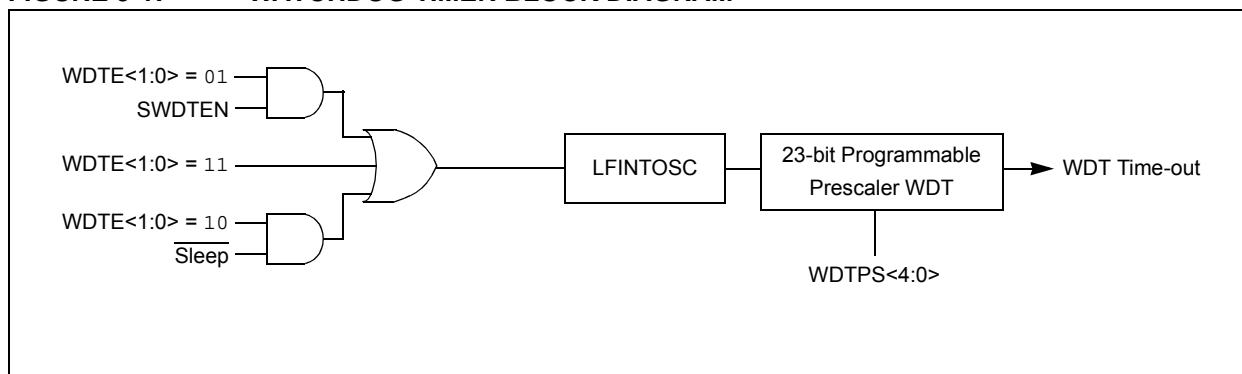 WDTE<1:0> = 01
SWDTEN
WDTE<1:0> = 11
WDTE<1:0> = 10
Sleep
LFINTOSC
23-bit Programmable
Prescaler WDT
WDT Time-out
WDTPS<4:0>